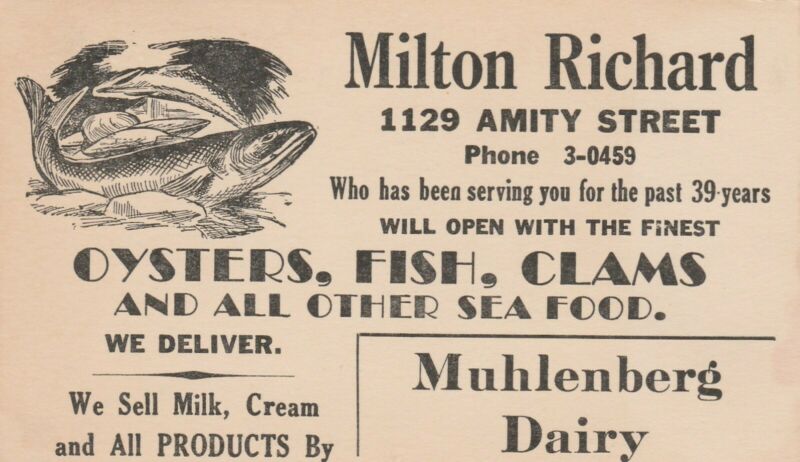 Milton Richard
1129 AMITY STREET
Phone 3-0459
Who has been serving you for the past 39 years
WILL OPEN WITH THE FiNEST
OYSTERS, FISH, CLAMS
AND ALL OTHER SEA FOOD.
WE DELIVER.
We Sell Milk, Cream
and All PRODUCTS By
Muhlenberg
Dairy